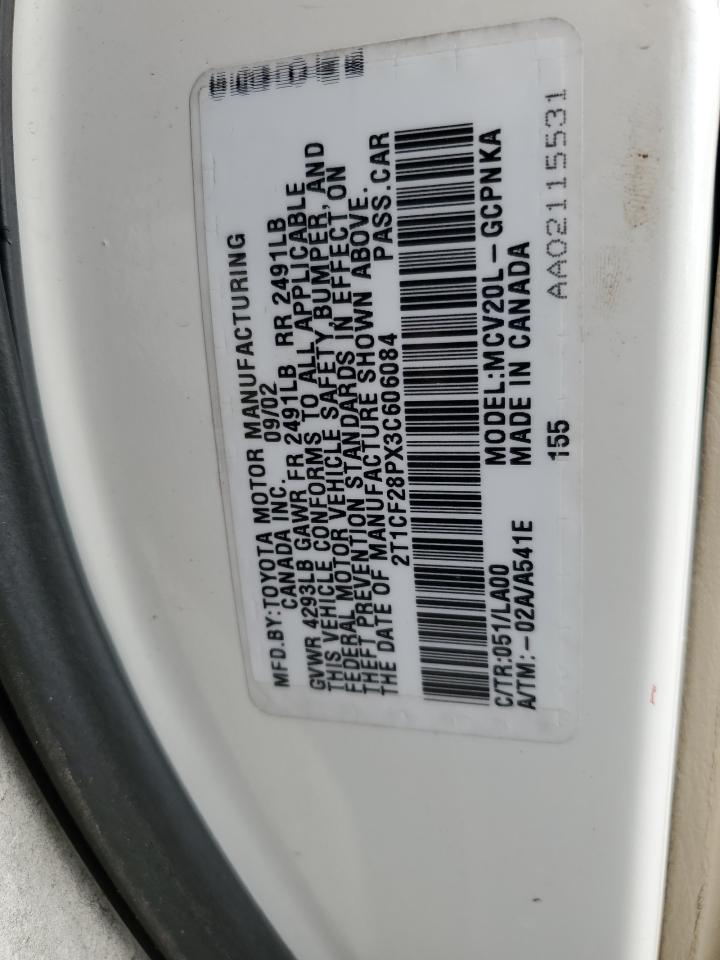 MFD.BY:TOYOTA MOTOR MANUFACTURING
CANADA INC. 09/02
GVWR 4293LB GAWR FR 2491LB RR 2491LB
THIS VEHICLE CONFORMS TO ALL APPLICABLE
FEDERAL MOTOR VEHICLE SAFETY, BUMPER, AND
THEFT PREVENTION STANDARDS IN EFFECT ON
THE DATE OF MANUFACTURE SHOWN ABOVE.
2T1CF28PX3C606084 PASS.CAR
C/TR:051/LA00 MODEL:MCV20L-GCPNKA
A/TM:-02A/A541E MADE IN CANADA
155 AA02115531